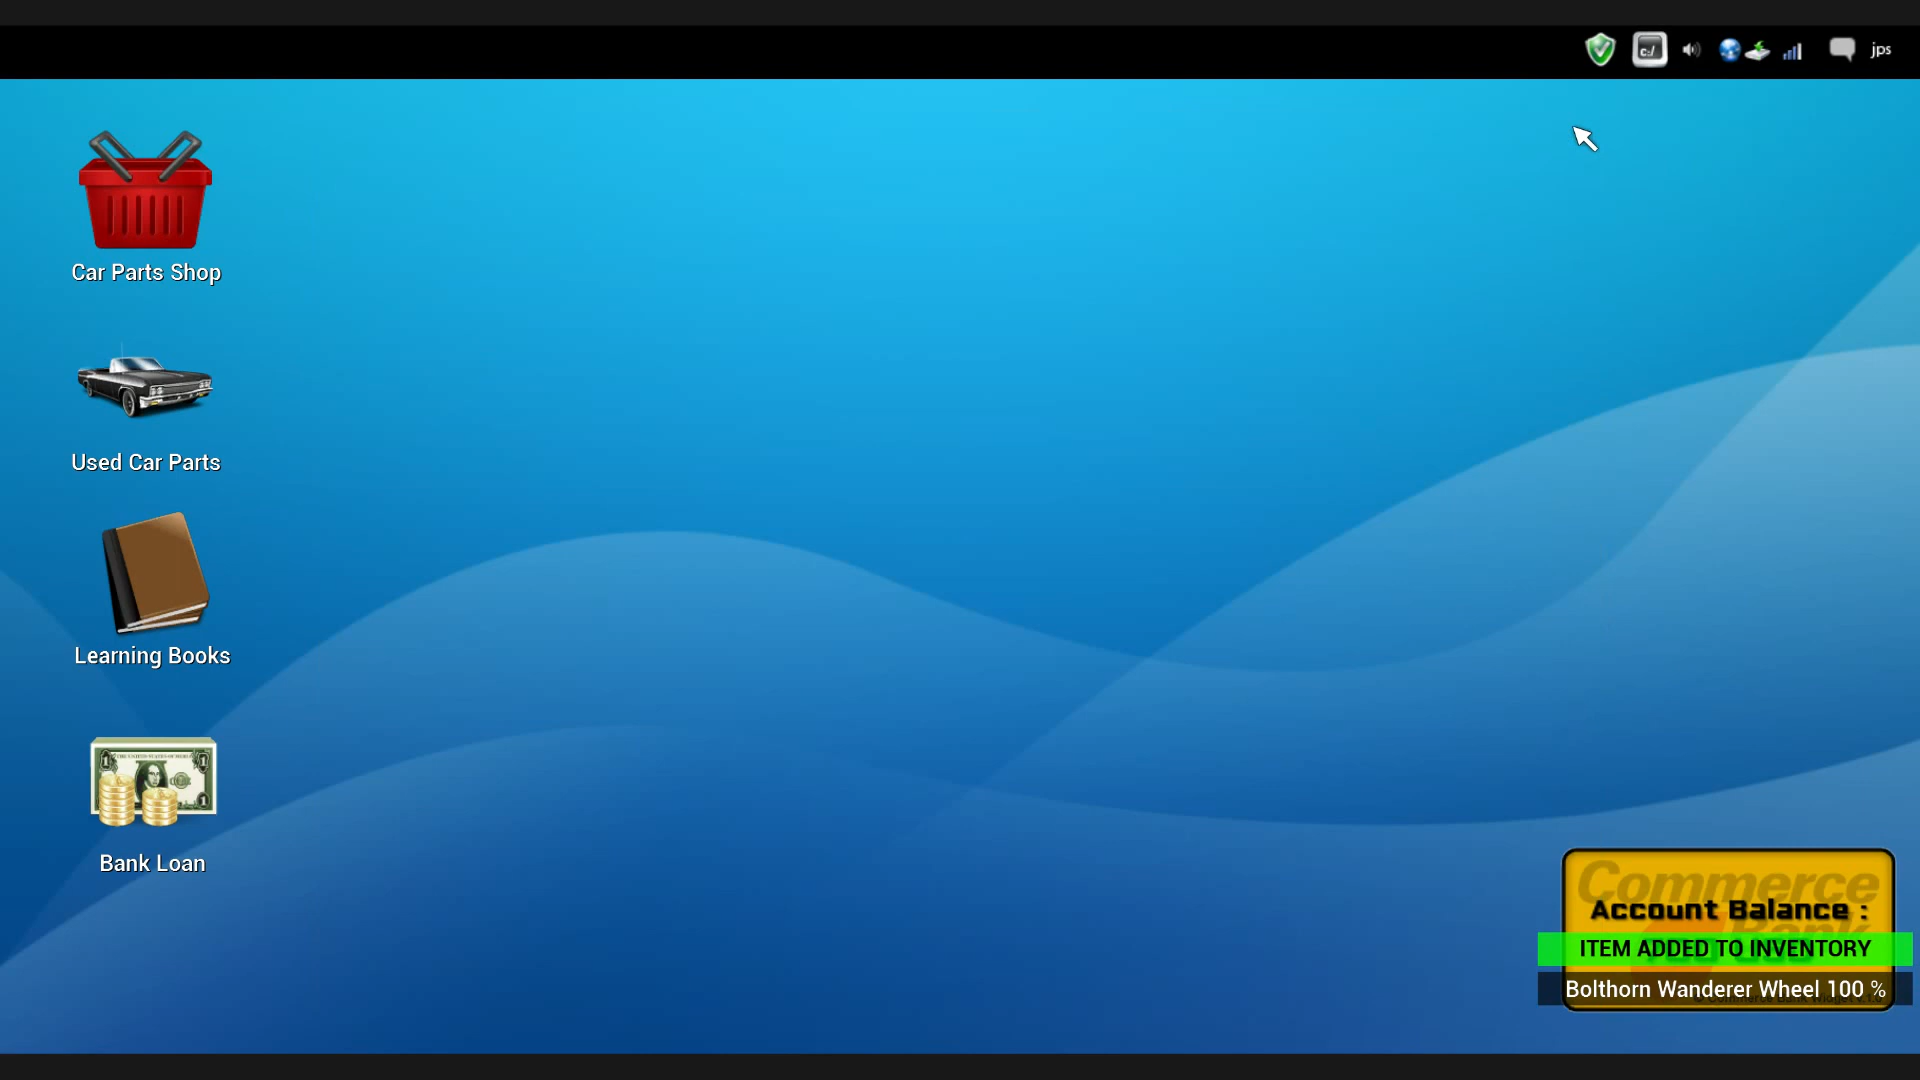 c:/
jps
Car Parts Shop
Used Car Parts
Learning Books
Bank Loan
Commerce
Account Balance :
Bank
ITEM ADDED TO INVENTORY
Bolthorn Wanderer Wheel 100 %